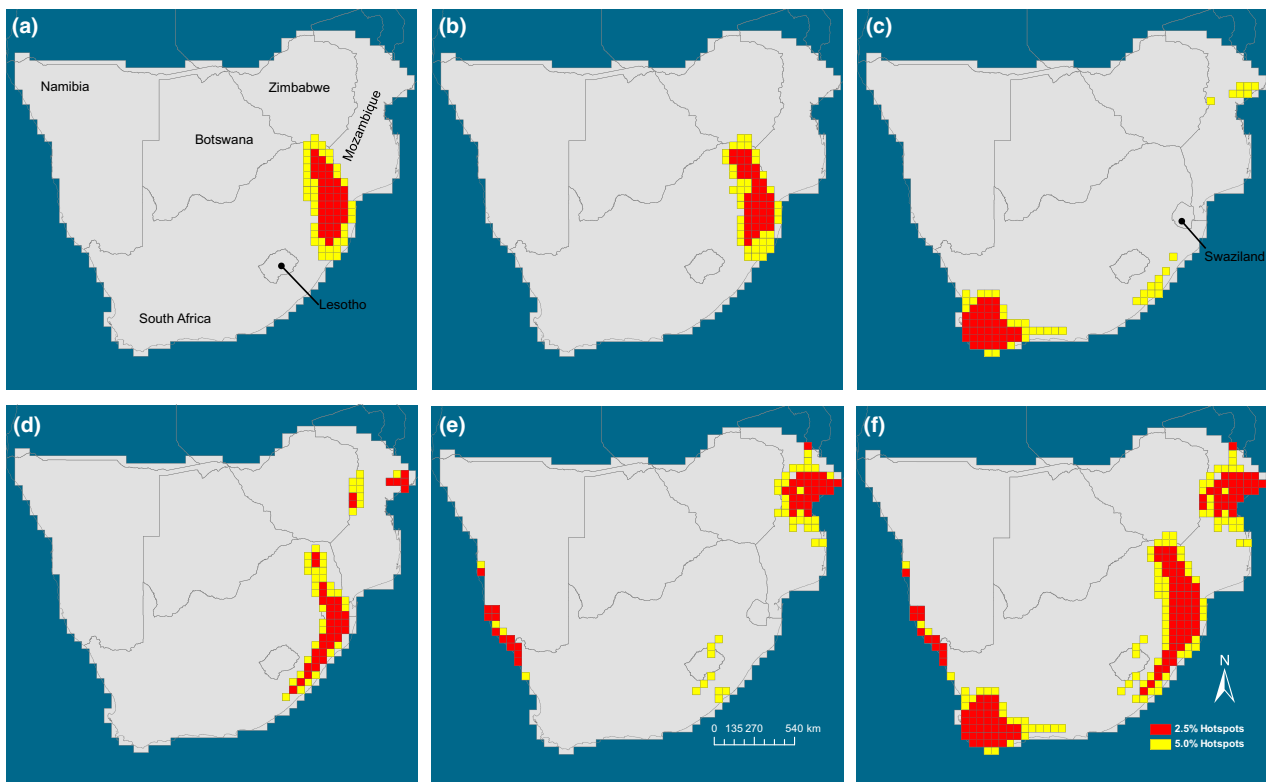 (a)
Namibia
Zimbabwe
Mozambique
Botswana
Lesotho
South Africa
(b)
(c)
Swaziland
(d)
(e)
0 135 270 540 km
(f)
N
2.5% Hotspots
5.0% Hotspots